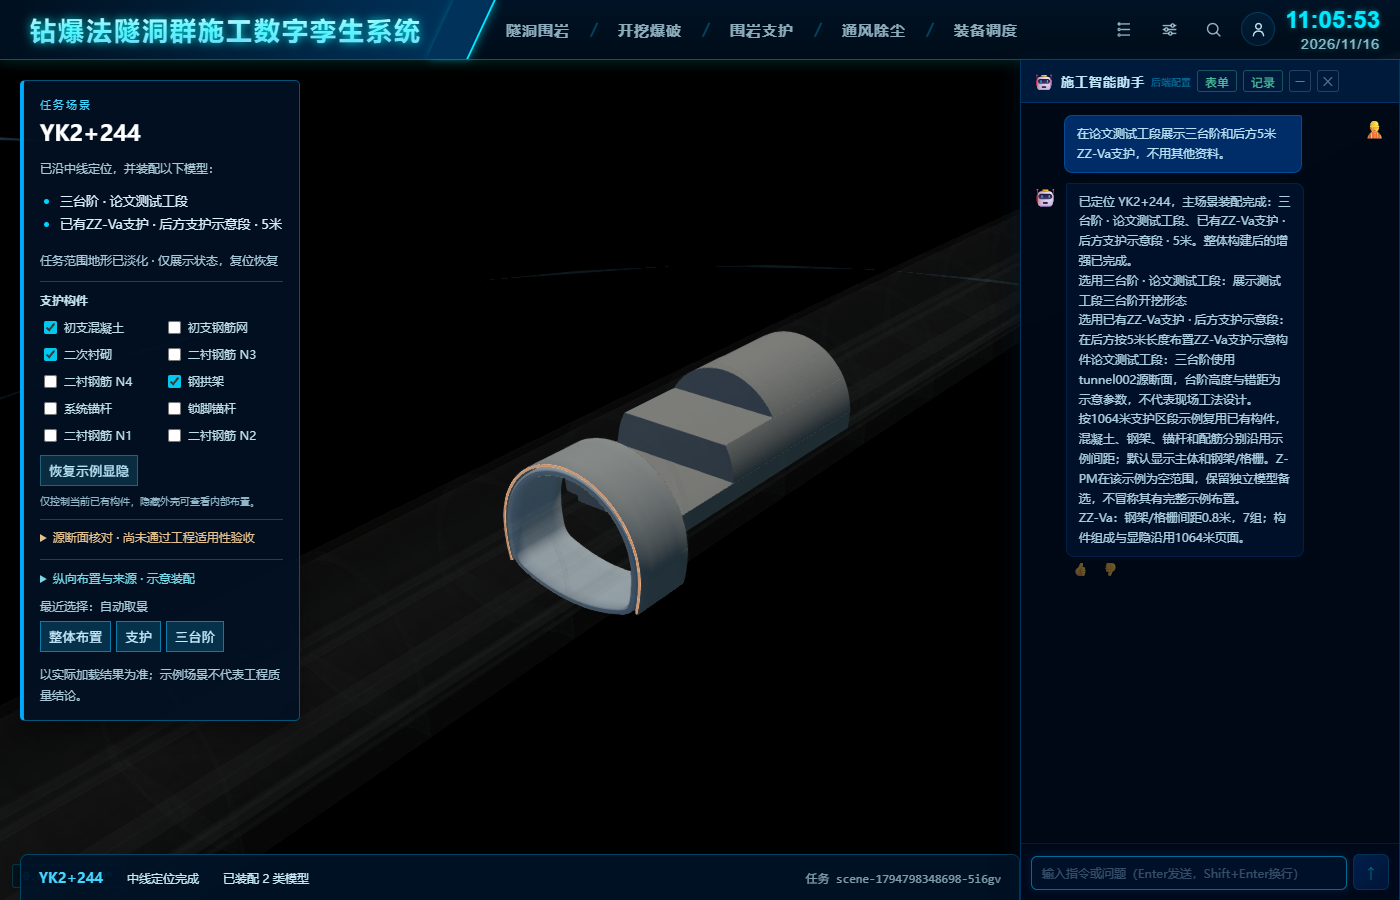 钻爆法隧洞群施工数字孪生系统
隧洞围岩 / 开挖爆破 / 围岩支护 / 通风除尘 / 装备调度
11:05:53
2026/11/16
任务场景
YK2+244
已沿中线定位，并装配以下模型：
三台阶 · 论文测试工段
已有ZZ-Va支护 · 后方支护示意段 · 5米
任务范围地形已淡化 · 仅展示状态，复位恢复
支护构件
初支混凝土 初支钢筋网
二次衬砌 二衬钢筋 N3
二衬钢筋 N4 钢拱架
系统锚杆 锁脚锚杆
二衬钢筋 N1 二衬钢筋 N2
恢复示例显隐
仅控制当前已有构件，隐藏外壳可查看内部布置。
源断面核对 · 尚未通过工程适用性验收
纵向布置与来源 · 示意装配
最近选择：自动取景
整体布置 支护 三台阶
以实际加载结果为准；示例场景不代表工程质
量结论。
YK2+244 中线定位完成 已装配 2 类模型
任务 scene-1794798348698-5i6gv
施工智能助手 后端配置 表单 记录
在论文测试工段展示三台阶和后方5米
ZZ-Va支护，不用其他资料。
已定位 YK2+244，主场景装配完成：三
台阶 · 论文测试工段、已有ZZ-Va支护 ·
后方支护示意段 · 5米。整体构建后的增
强已完成。
选用三台阶 · 论文测试工段：展示测试
工段三台阶开挖形态
选用已有ZZ-Va支护 · 后方支护示意段：
在后方按5米长度布置ZZ-Va支护示意构
件论文测试工段：三台阶使用
tunnel002源断面，台阶高度与错距为
示意参数，不代表现场工法设计。
按1064米支护区段示例复用已有构件，
混凝土、钢架、锚杆和配筋分别沿用示
例间距；默认显示主体和钢架/格栅。Z-
PM在该示例为空范围，保留独立模型备
选，不冒称其有完整示例布置。
ZZ-Va：钢架/格栅间距0.8米，7组；构
件组成与显隐沿用1064米页面。
输入指令或问题（Enter发送，Shift+Enter换行）